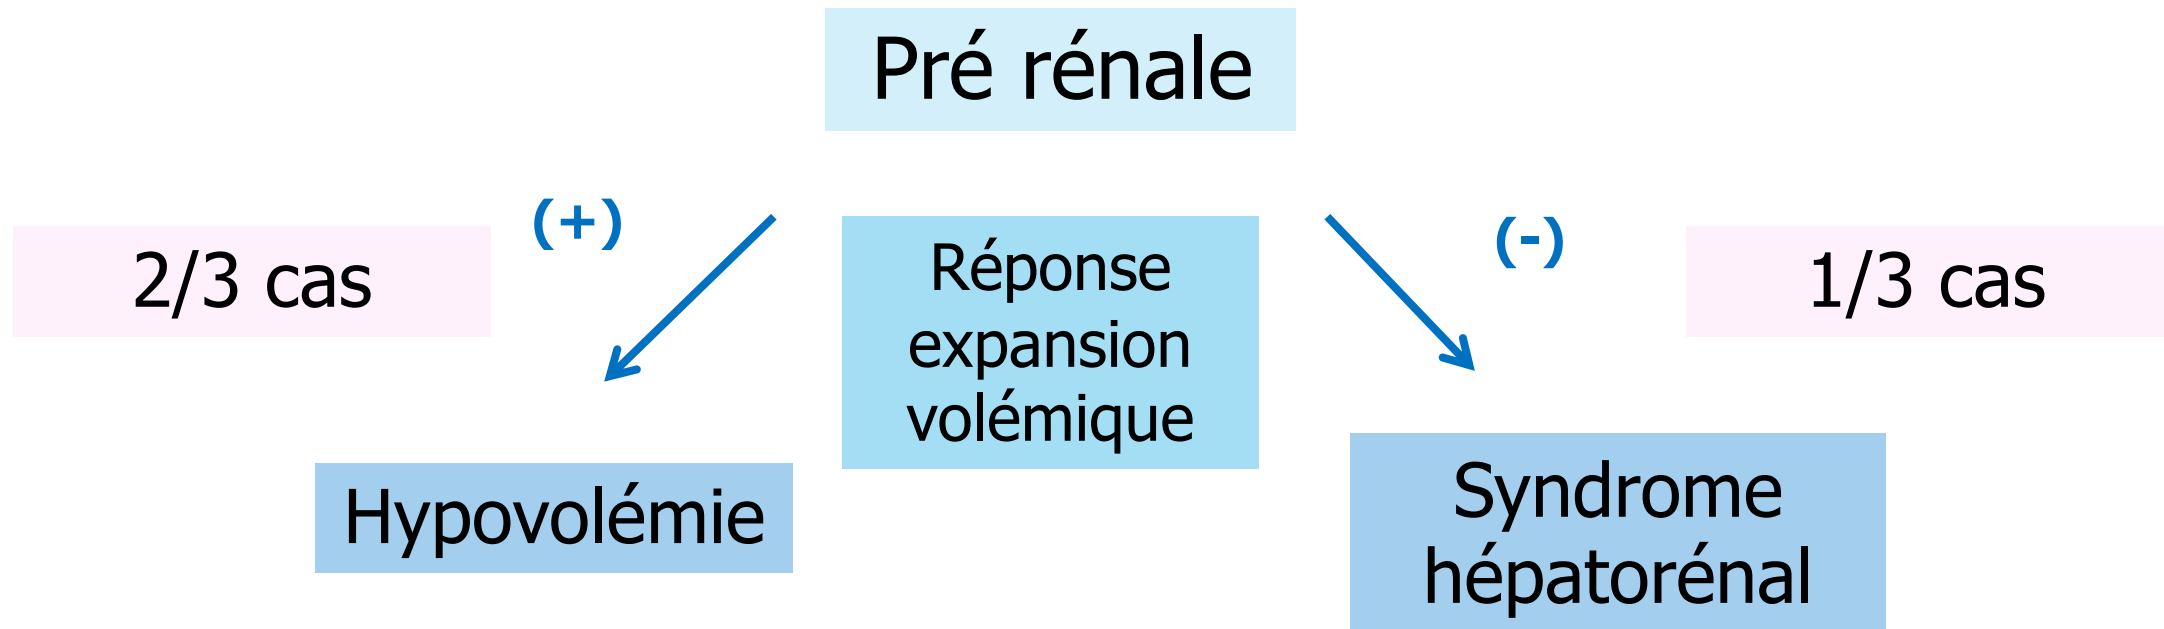 Pré rénale
(+)
(-)
2/3 cas
Réponse
expansion
volémique
1/3 cas
Hypovolémie
Syndrome
hépatorénal